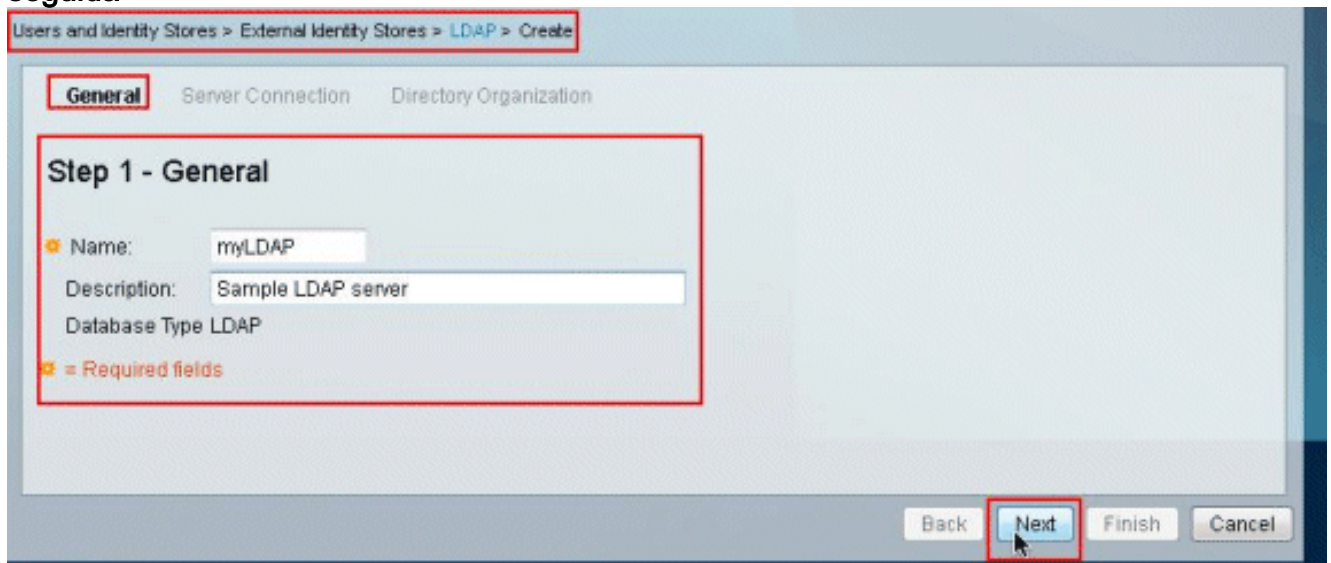 Users and Identity Stores > External Identity Stores > LDAP > Create
General Server Connection Directory Organization
Step 1 - General
Name: myLDAP
Description: Sample LDAP server
Database Type LDAP
= Required fields
Back Next Finish Cancel